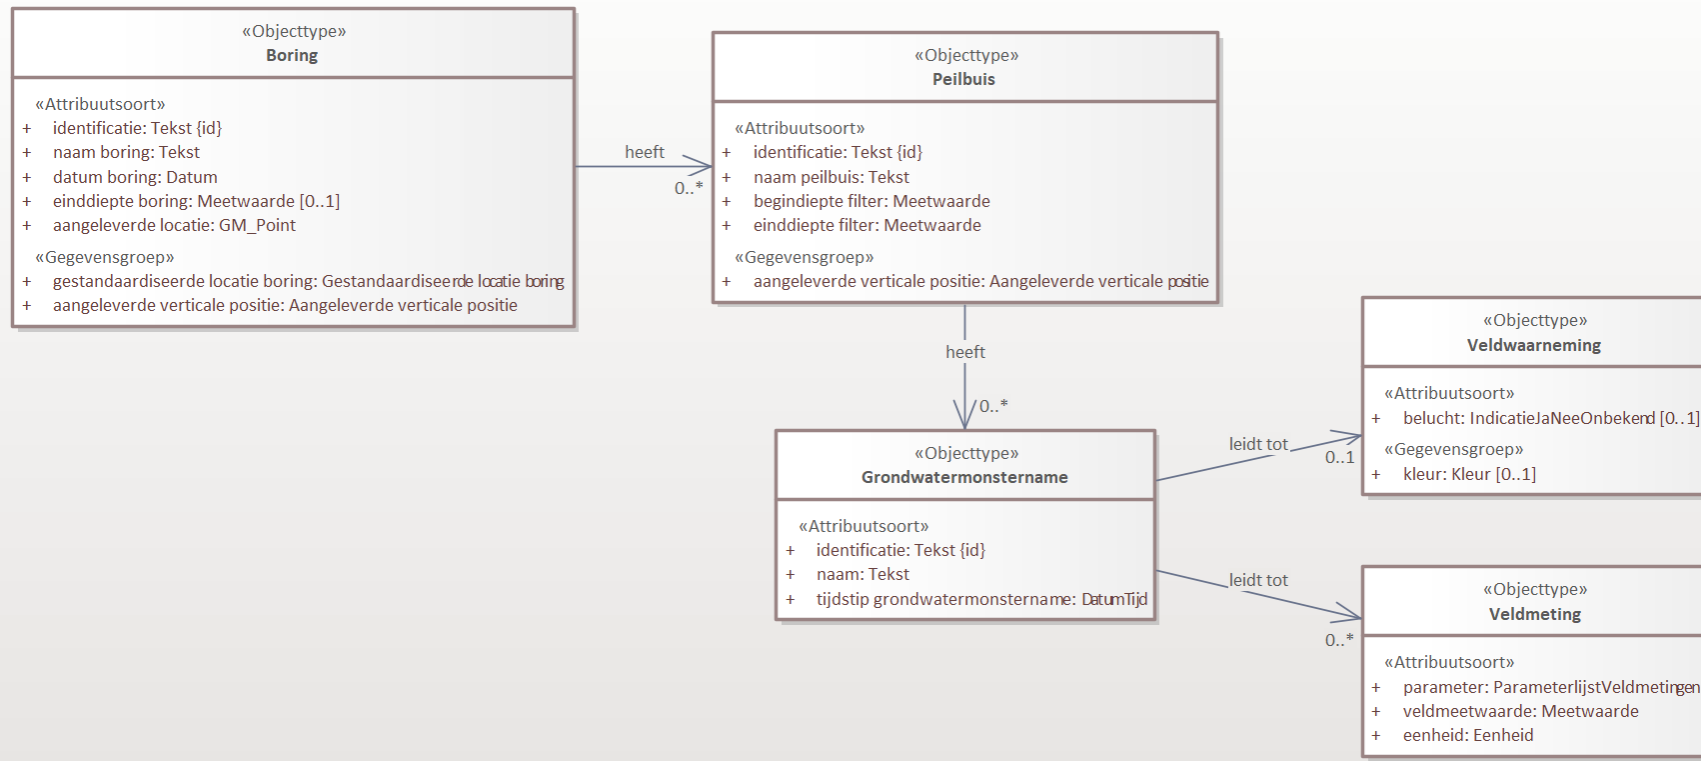 «Objecttype»
Boring
«Attribuutsoort»
+ identificatie: Tekst {id}
+ naam boring: Tekst
+ datum boring: Datum
+ einddiepte boring: Meetwaarde [0..1]
+ aangeleverde locatie: GM_Point
«Gegevensgroep»
+ gestandaardiseerde locatie boring: Gestandaardiseerde locatie boring
+ aangeleverde verticale positie: Aangeleverde verticale positie
heeft
0..*
«Objecttype»
Peilbuis
«Attribuutsoort»
+ identificatie: Tekst {id}
+ naam peilbuis: Tekst
+ begindiepte filter: Meetwaarde
+ einddiepte filter: Meetwaarde
«Gegevensgroep»
+ aangeleverde verticale positie: Aangeleverde verticale positie
heeft
0..*
«Objecttype»
Grondwatermonstername
«Attribuutsoort»
+ identificatie: Tekst {id}
+ naam: Tekst
+ tijdstip grondwatermonstername: DatumTijd
leidt tot
0..1
«Objecttype»
Veldwaarneming
«Attribuutsoort»
+ belucht: IndicatieJaNeeOnbekend [0..1]
«Gegevensgroep»
+ kleur: Kleur [0..1]
leidt tot
0..*
«Objecttype»
Veldmeting
«Attribuutsoort»
+ parameter: ParameterlijstVeldmetingen
+ veldmeetwaarde: Meetwaarde
+ eenheid: Eenheid